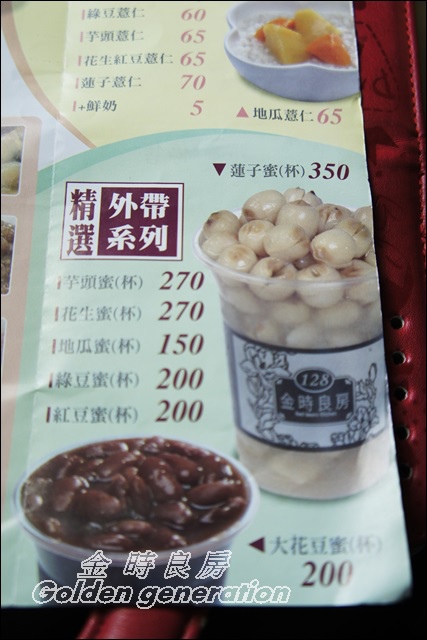 綠豆薏仁 60
芋頭薏仁 65
花生紅豆薏仁 65
蓮子薏仁 70
+鮮奶 5
▲地瓜薏仁65
▼蓮子蜜(杯)350
精選
外帶系列
芋頭蜜(杯) 270
花生蜜(杯) 270
地瓜蜜(杯) 150
綠豆蜜(杯) 200
紅豆蜜(杯) 200
128
金時良房
◀大花豆蜜(杯)
200
金時良房
Golden generation